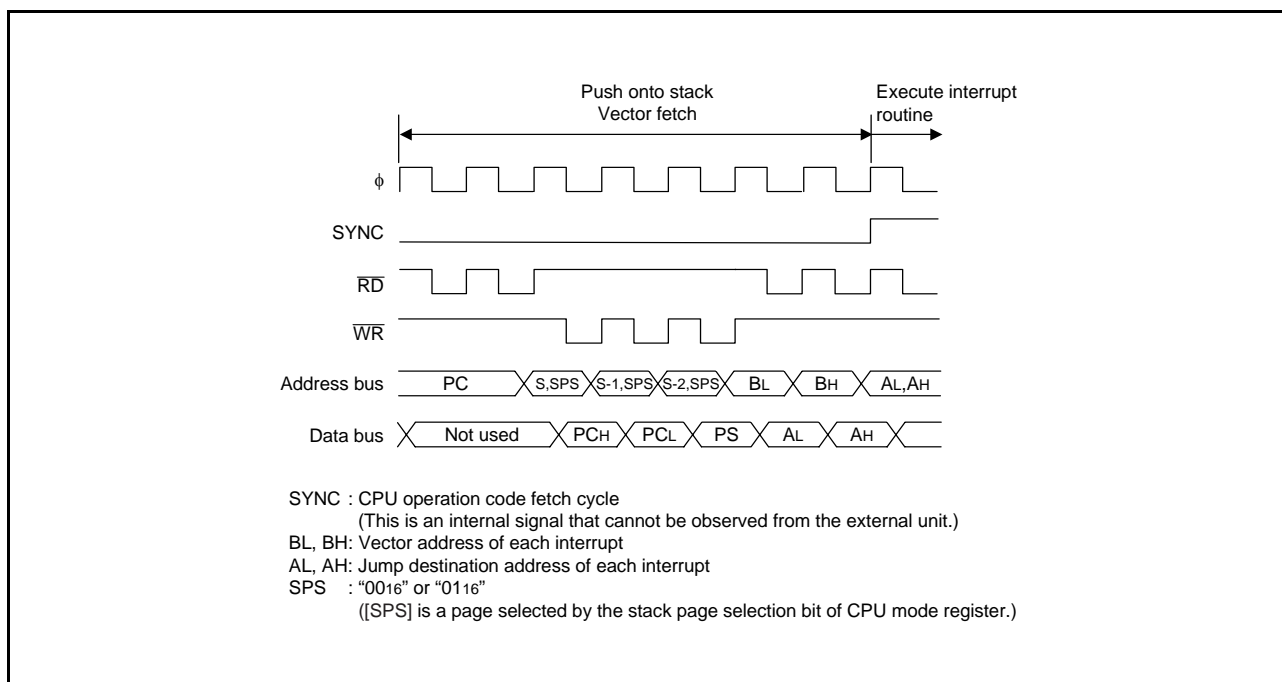 Push onto stack
Vector fetch
Execute interrupt
routine
ϕ
SYNC
RD
WR
Address bus
PC
S,SPS
S-1,SPS
S-2,SPS
BL
BH
AL,AH
Data bus
Not used
PCH
PCL
PS
AL
AH
SYNC : CPU operation code fetch cycle
(This is an internal signal that cannot be observed from the external unit.)
BL, BH: Vector address of each interrupt
AL, AH: Jump destination address of each interrupt
SPS : “0016” or “0116”
([SPS] is a page selected by the stack page selection bit of CPU mode register.)